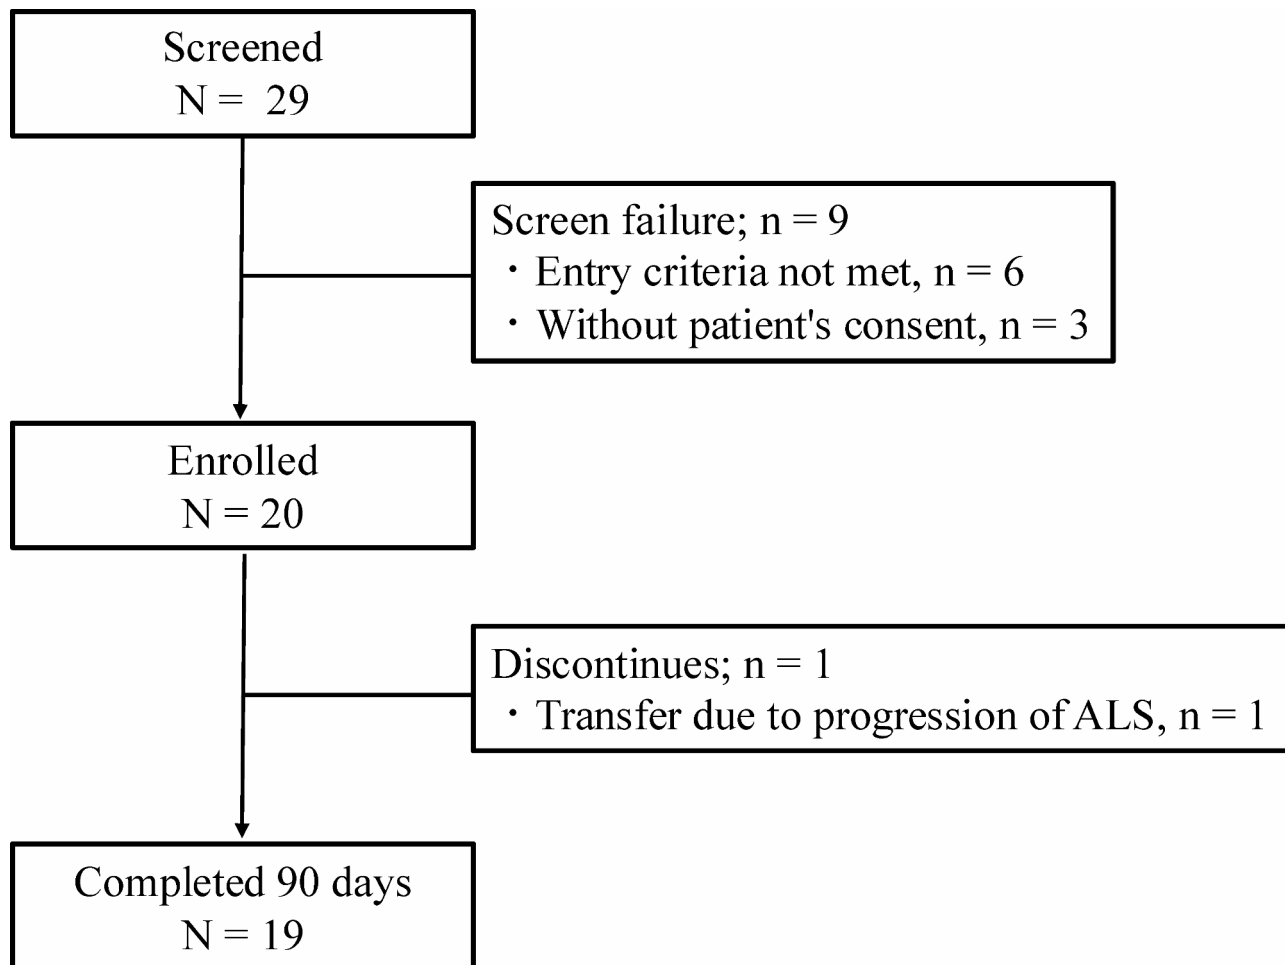 Screened
N =  29
Screen failure; n = 9
・Entry criteria not met, n = 6
・Without patient's consent, n = 3
Enrolled
N = 20
Discontinues; n = 1
・Transfer due to progression of ALS, n = 1
Completed 90 days
N = 19